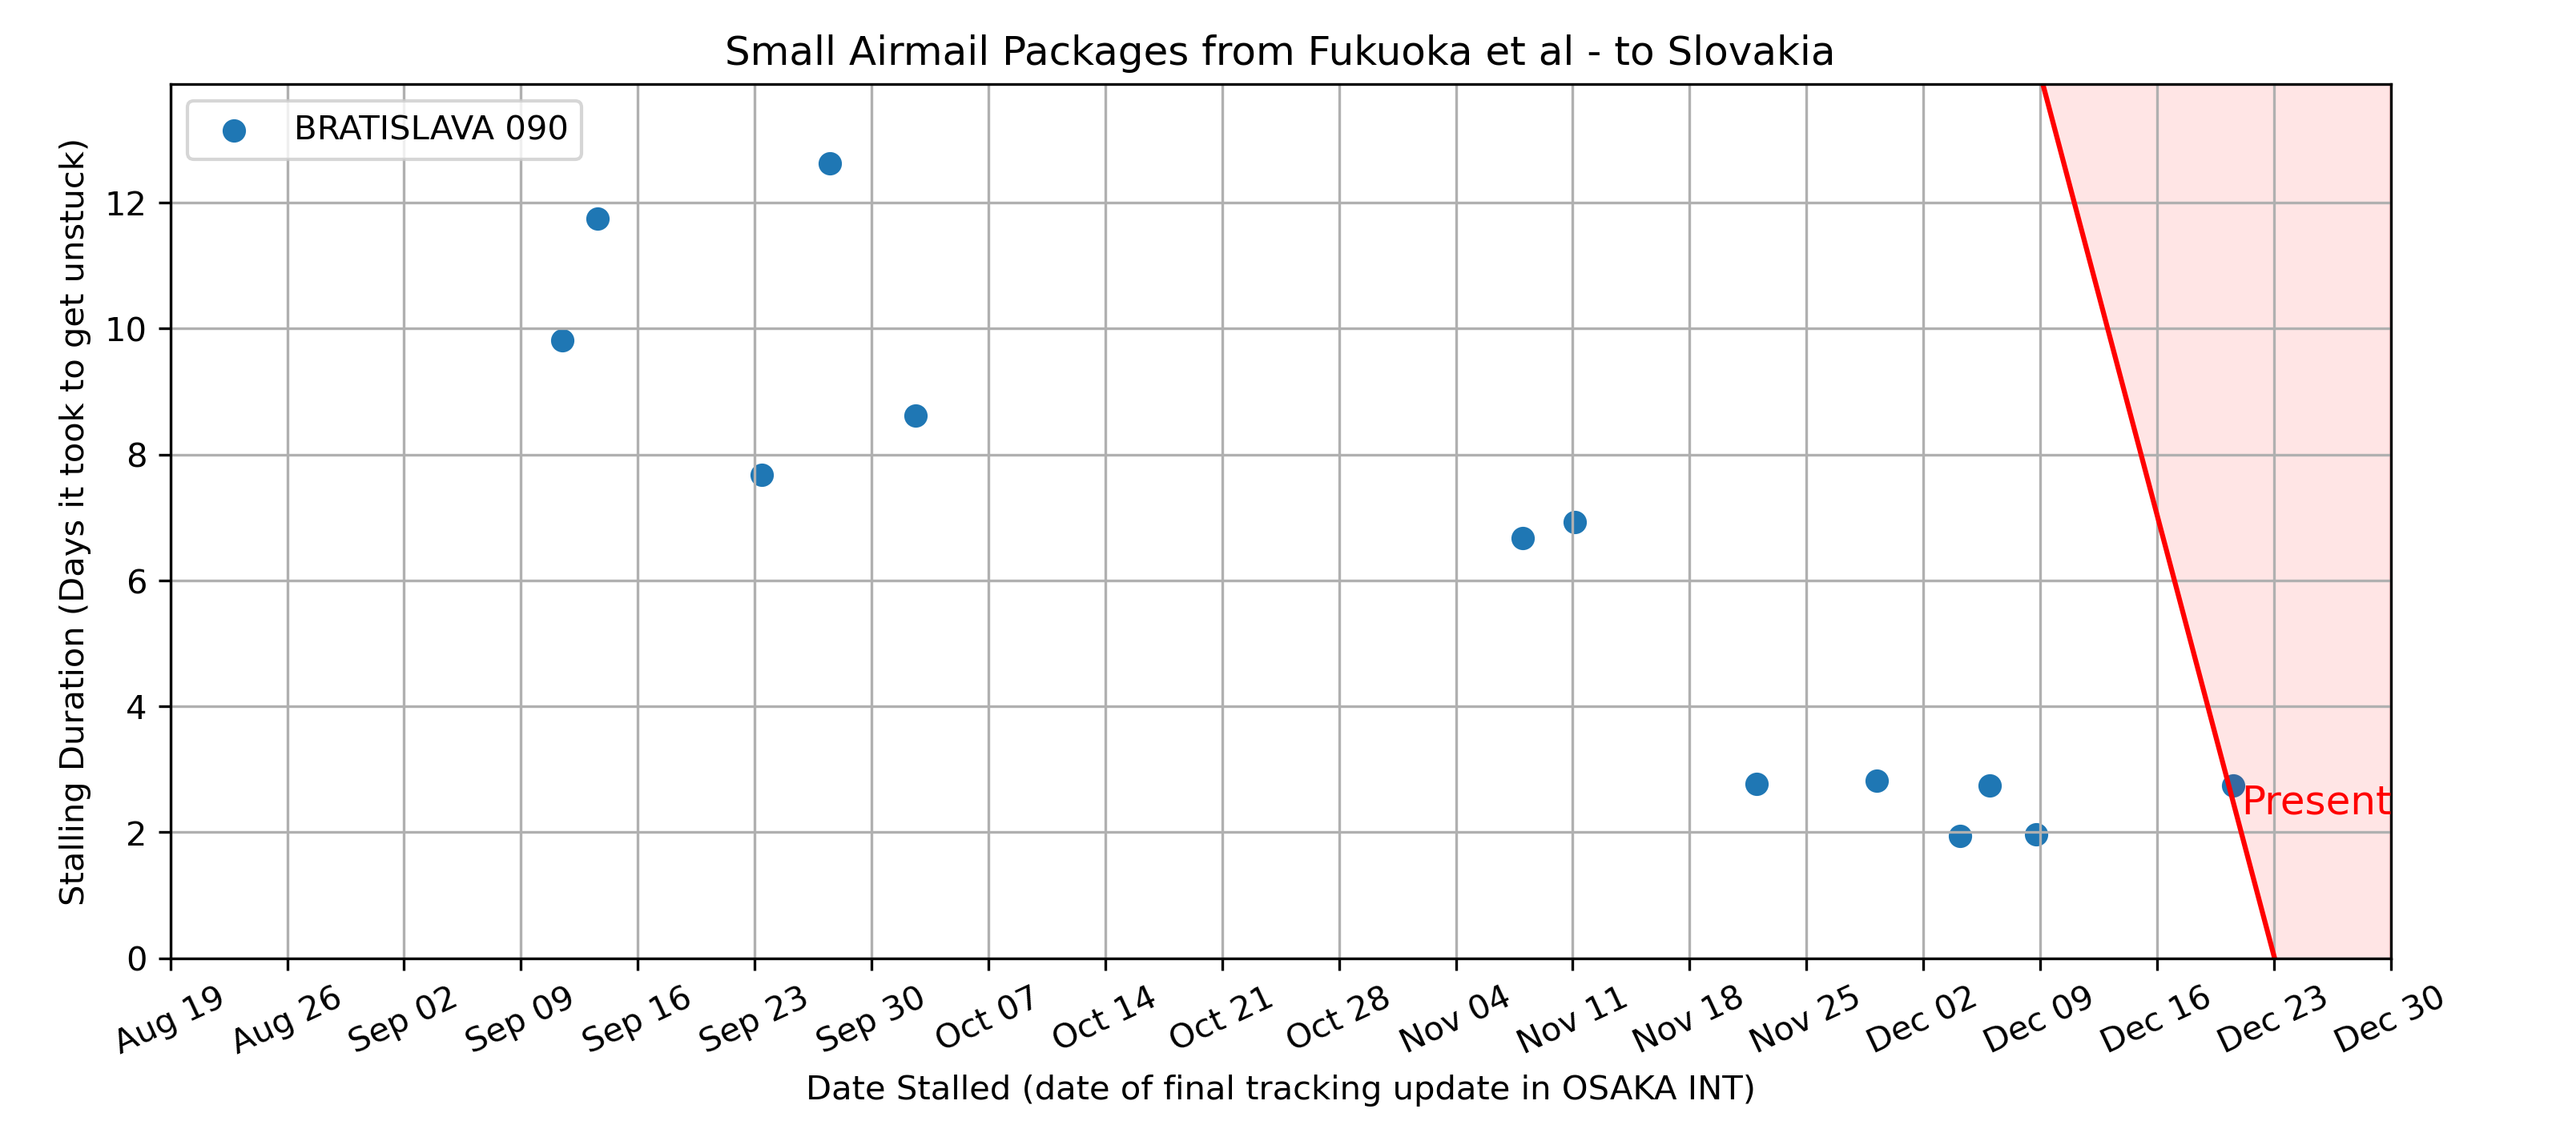 Small Airmail Packages from Fukuoka et al - to Slovakia
BRATISLAVA 090
Stalling Duration (Days it took to get unstuck)
12
10
8
6
4
2
0
Present
Aug 19
Aug 26
Sep 02
Sep 09
Sep 16
Sep 23
Sep 30
Oct 07
Oct 14
Oct 21
Oct 28
Nov 04
Nov 11
Nov 18
Nov 25
Dec 02
Dec 09
Dec 16
Dec 23
Dec 30
Date Stalled (date of final tracking update in OSAKA INT)